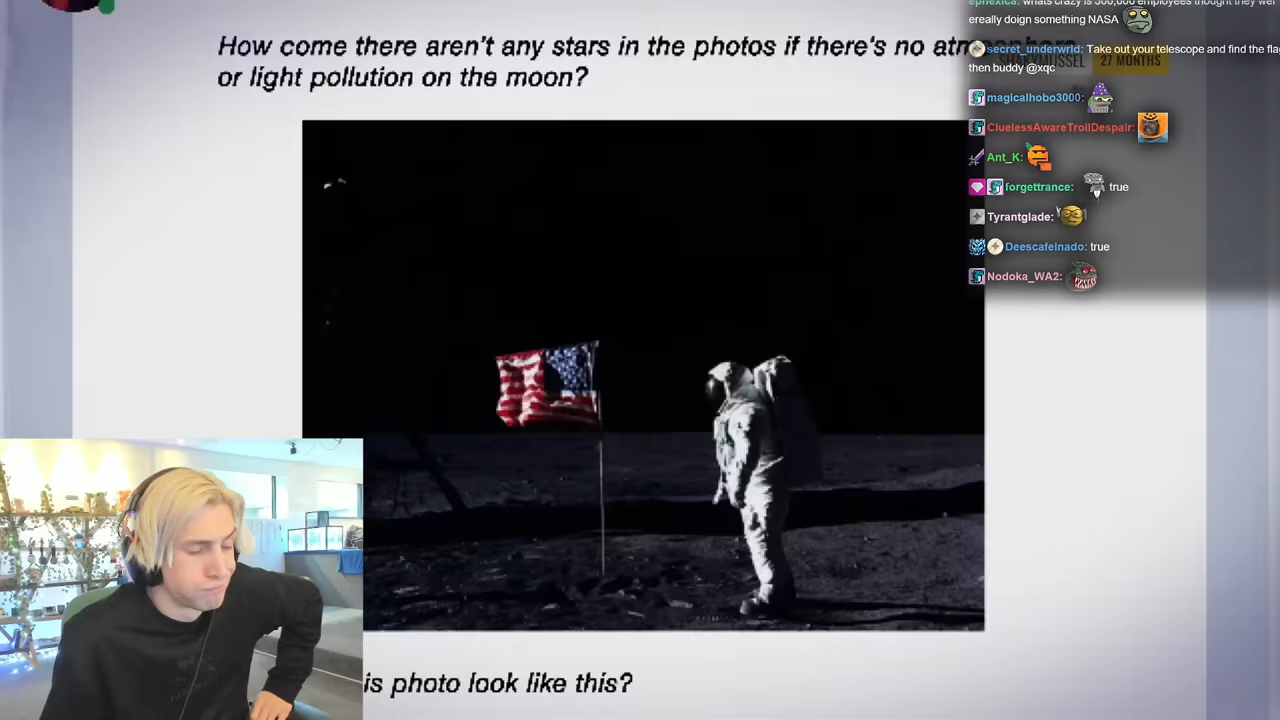 How come there aren't any stars in the photos if there's no
or light pollution on the moon?
is photo look like this?
whats crazy is 300,000 employees thought they wer
ereally doign something NASA
secret_underwrld: Take out your telescope and find the fla
then buddy @xqc
SHAKYMUSSEL
27 MONTHS
magicalhobo3000:
CluelessAwareTrollDespair:
Ant_K:
forgettrance: true
Tyrantglade:
Deescafeinado: true
Nodoka_WA2: